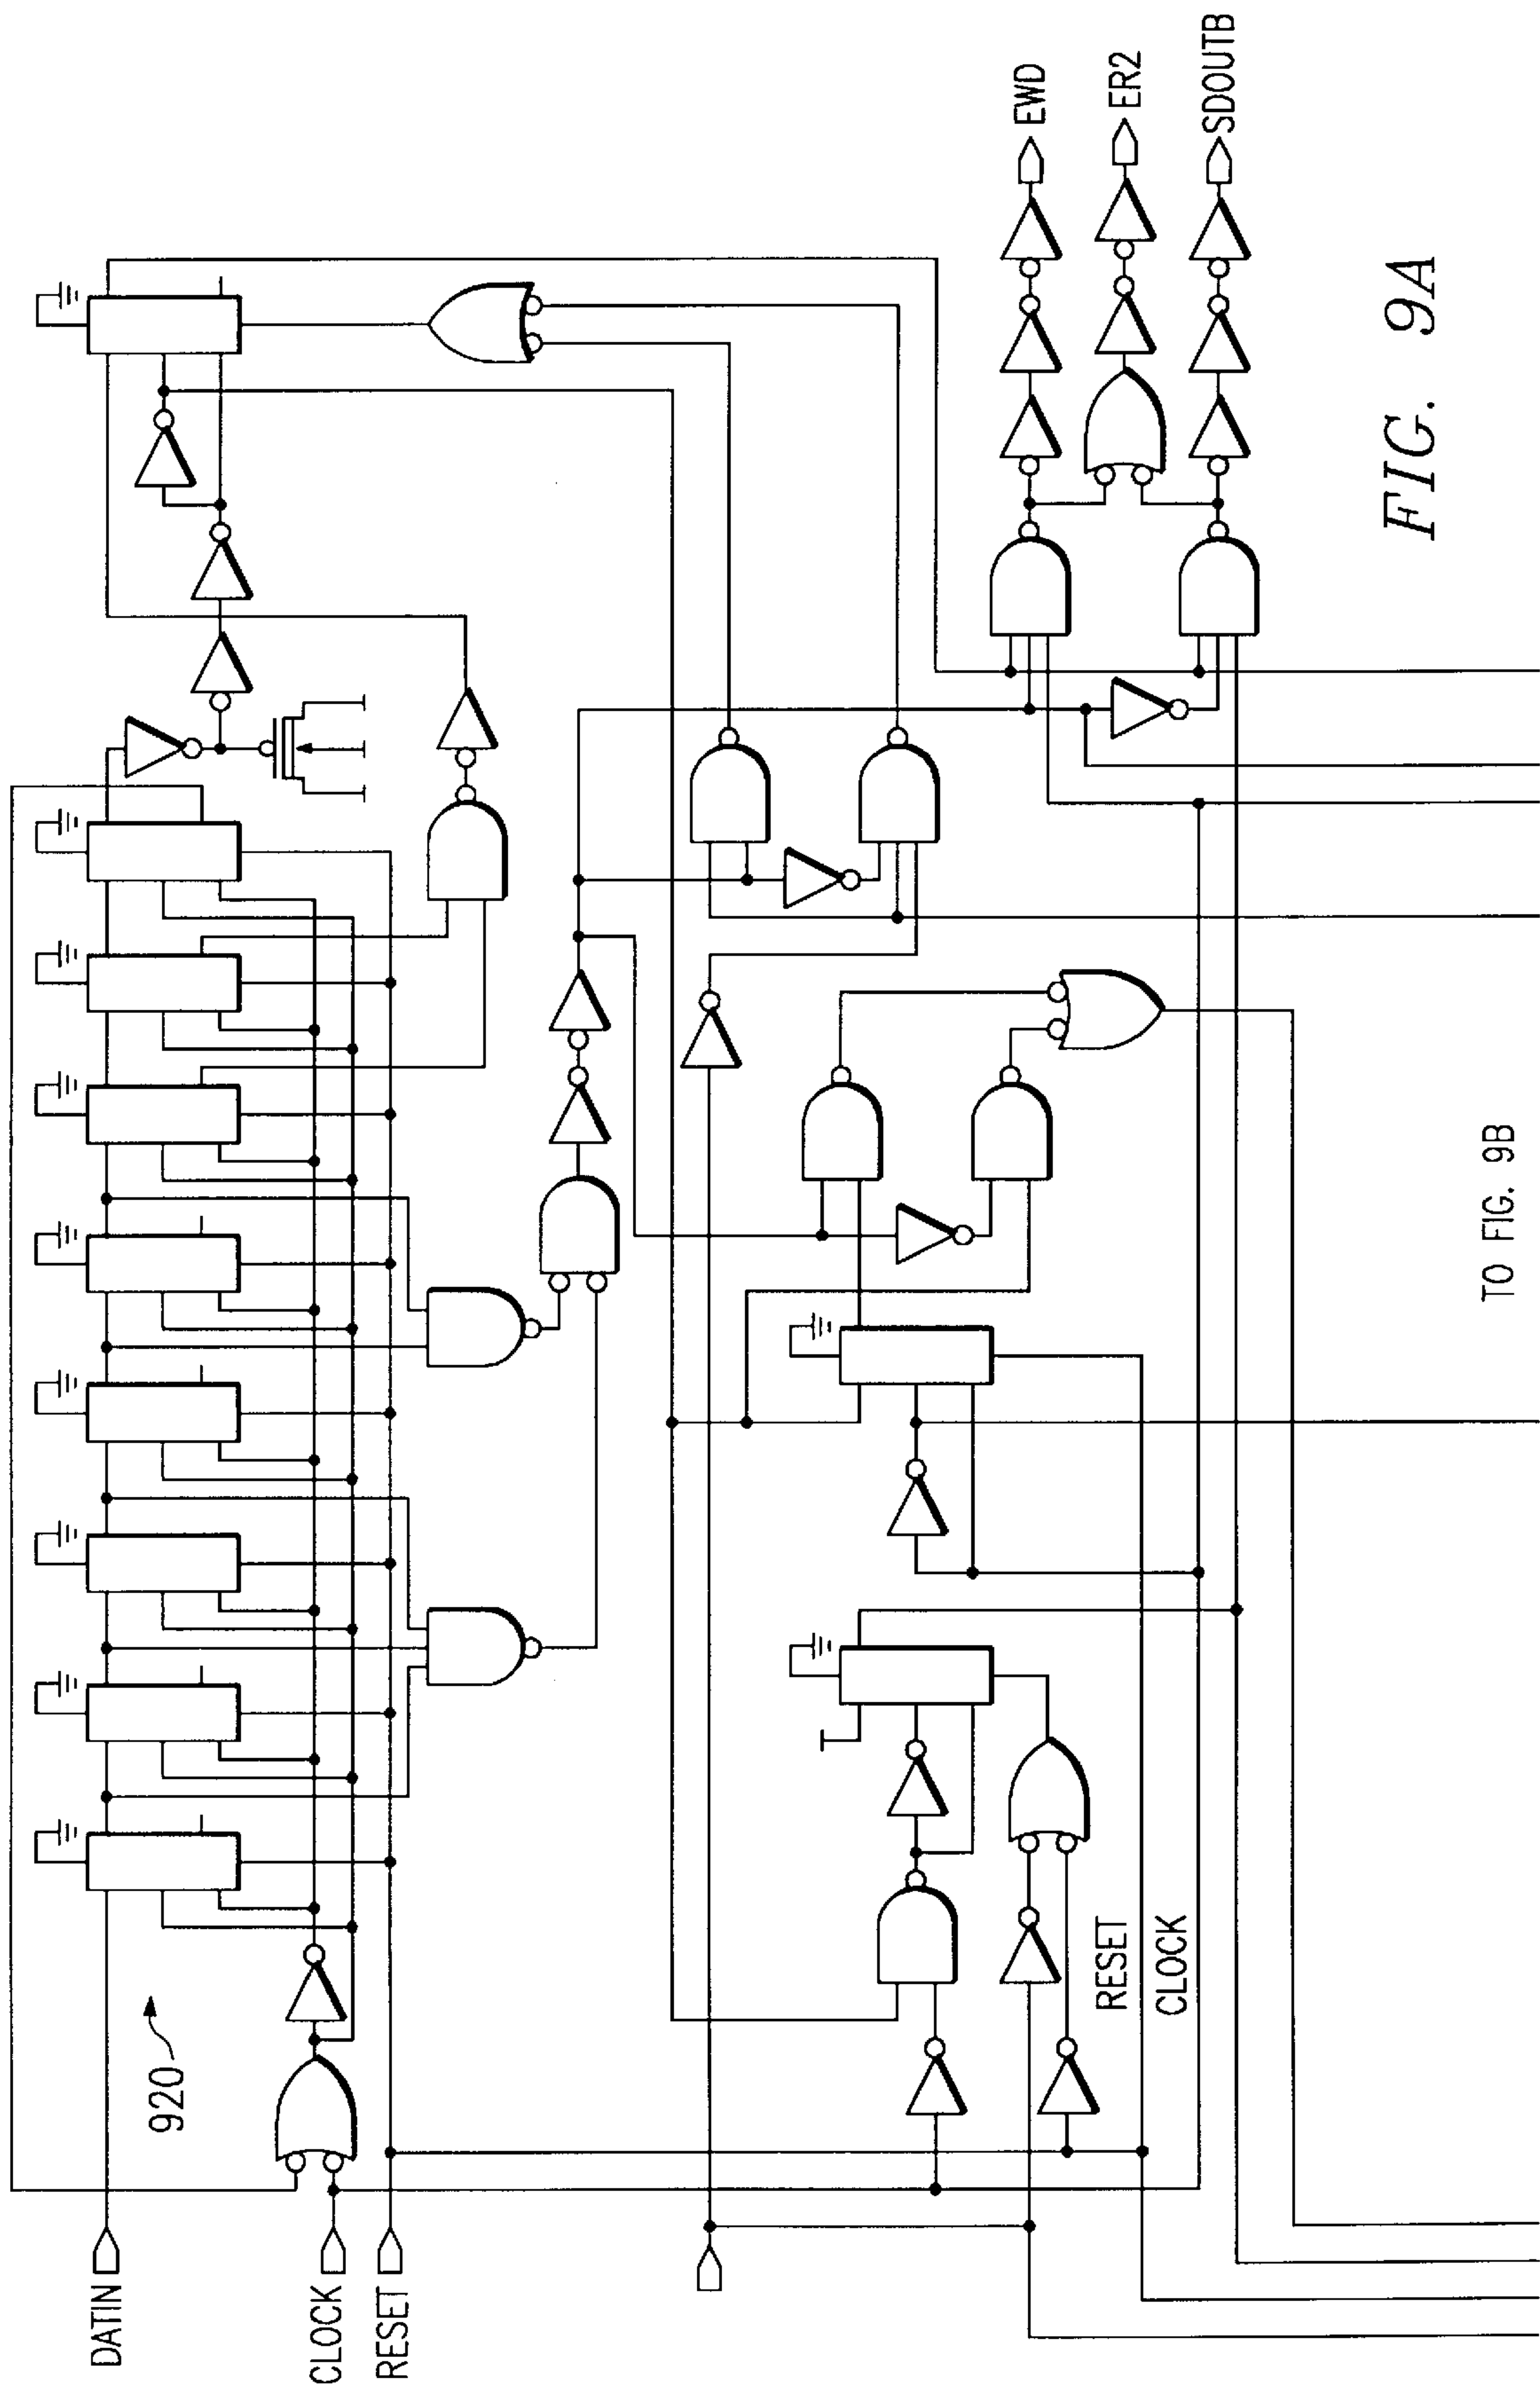 DATIN
920
CLOCK
RESET
RESET
CLOCK
EWD
ER2
SDOUTB
TO FIG. 9B
FIG. 9A